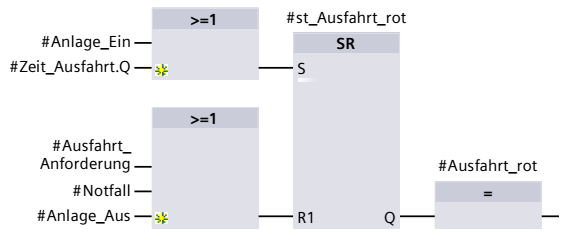 >=1
#Anlage_Ein
#Zeit_Ausfahrt.Q
#st_Ausfahrt_rot
SR
S
>=1
#Ausfahrt_
Anforderung
#Notfall
#Anlage_Aus
R1
Q
#Ausfahrt_rot
=